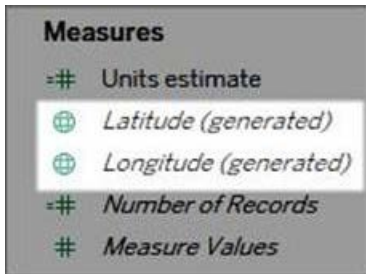 Measures
Units estimate
Latitude (generated)
Longitude (generated)
Number of Records
Measure Values